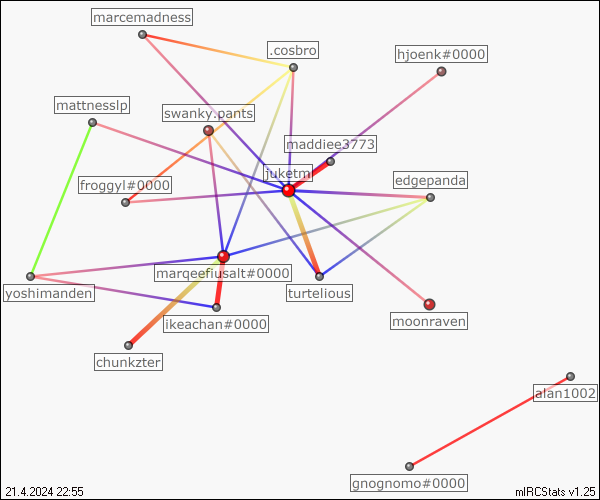 marcemadness
.cosbro
hjoenk#0000
mattnesslp
swanky.pants
maddiee3773
juketm
edgepanda
froggyl#0000
marqeefiusalt#0000
yoshimanden
turtelious
ikeachan#0000
moonraven
chunkzter
alan1002
gnognomo#0000
21.4.2024 22:55
mIRCStats v1.25